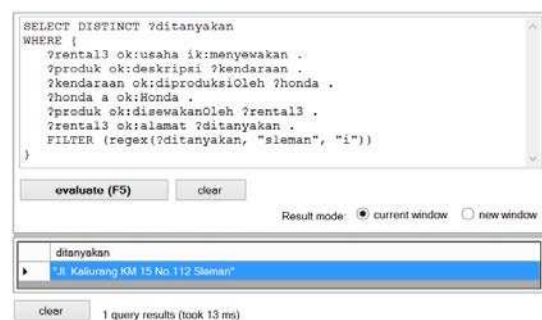 SELECT DISTINCT ?ditanyakan
WHERE {
?rental3 ok:usaha ik:menyewakan .
?produk ok:deskripsi ?kendaraan .
?kendaraan ok:diproduksiOleh ?honda .
?honda a ok:Honda .
?produk ok:disewakanOleh ?rental3 .
?rental3 ok:alamat ?ditanyakan .
FILTER (regex(?ditanyakan, "sleman", "i"))
}
evaluate (F5) clear
Result mode: current window new window
ditanyakan
"Jl. Kaliurang KM 15 No.112 Sleman"
clear 1 query results (took 13 ms)